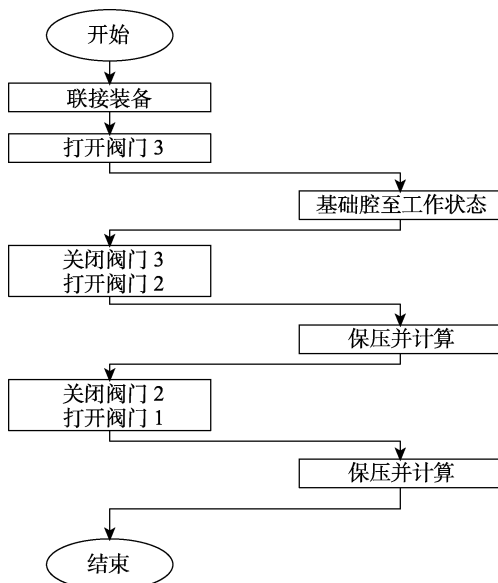 开始
联接装备
打开阀门 3
基础腔至工作状态
关闭阀门 3
打开阀门 2
保压并计算
关闭阀门 2
打开阀门 1
保压并计算
结束